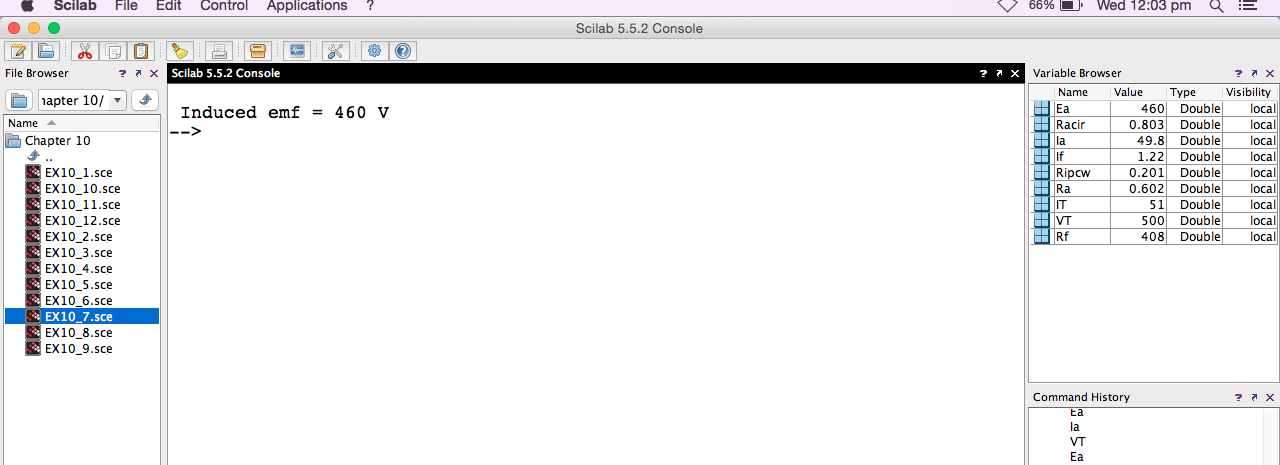 Scilab File Edit Control Applications ? 66% Wed 12:03 pm
Scilab 5.5.2 Console
File Browser ? Scilab 5.5.2 Console ? Variable Browser ?
hapter 10/
Name
Chapter 10
..
EX10_1.sce
EX10_10.sce
EX10_11.sce
EX10_12.sce
EX10_2.sce
EX10_3.sce
EX10_4.sce
EX10_5.sce
EX10_6.sce
EX10_7.sce
EX10_8.sce
EX10_9.sce
Induced emf = 460 V
-->
Name Value Type Visibility
Ea 460 Double local
Racir 0.803 Double local
Ia 49.8 Double local
If 1.22 Double local
Ripcw 0.201 Double local
Ra 0.602 Double local
IT 51 Double local
VT 500 Double local
Rf 408 Double local
Command History ?
Ea
Ia
VT
Ea